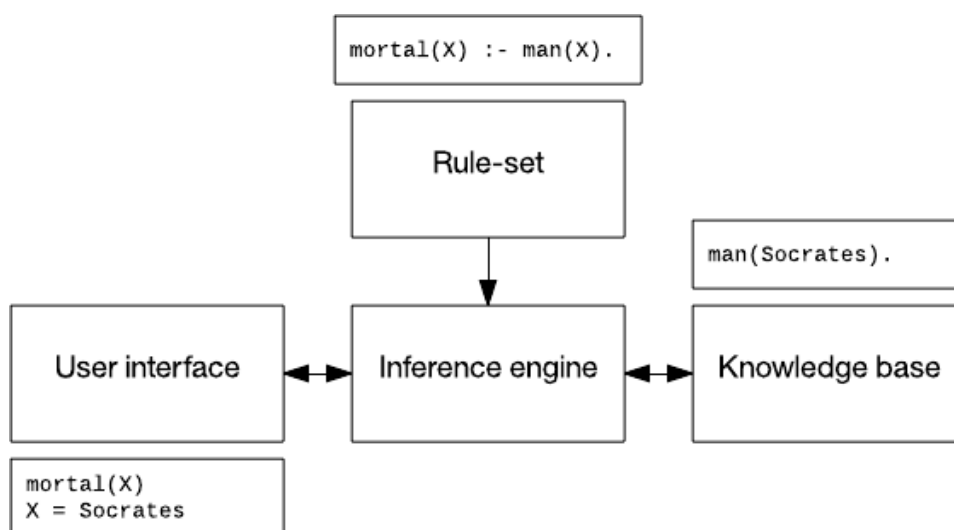 mortal(X) :- man(X).
Rule-set
man(Socrates).
User interface
Inference engine
Knowledge base
mortal(X)
X = Socrates